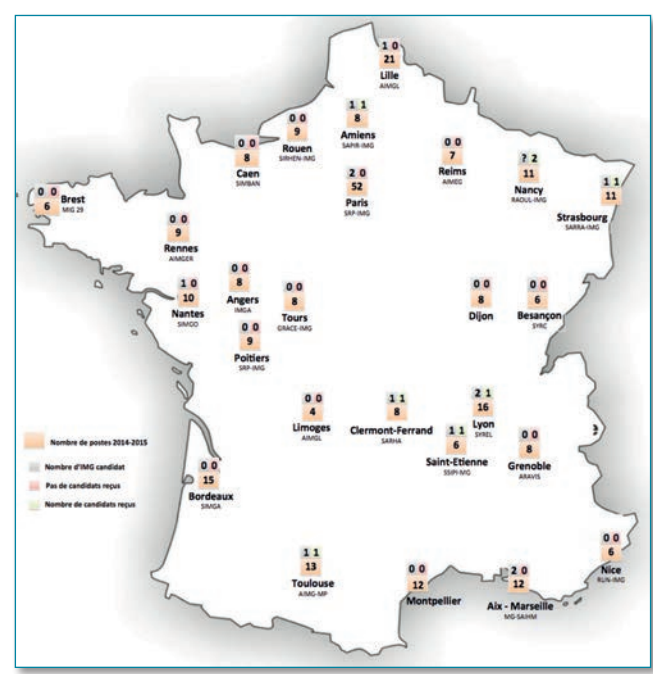 1 0
21
Lille
AIMGL
1 1
8
Amiens
SAPIR-IMG
0 0
9
Rouen
SIRHEN-IMG
0 0
8
Caen
SIMBAN
0 0
7
Reims
AIMEG
? 2
11
Nancy
RAOUL-IMG
1 1
11
Strasbourg
SARRA-IMG
2 0
52
Paris
SRP-IMG
0 0
6
Brest
MIG 29
0 0
9
Rennes
AIMGER
1 0
10
Nantes
SIMGO
0 0
8
Angers
IMGA
0 0
8
Tours
GRACE-IMG
0 0
8
Dijon
0 0
6
Besançon
SYRC
0 0
9
Poitiers
SRP-IMG
0 0
4
Limoges
AIMGL
1 1
8
Clermont-Ferrand
SARHA
2 1
16
Lyon
SYREL
1 1
6
Saint-Etienne
SSIPI-MG
0 0
8
Grenoble
ARAVIS
Nombre de postes 2014-2015
Nombre d'IMG candidat
Pas de candidats reçus
Nombre de candidats reçus
0 0
15
Bordeaux
SIMGA
1 1
13
Toulouse
AIMG-MP
0 0
12
Montpellier
2 0
12
Aix - Marseille
MG-SAIHM
0 0
6
Nice
RUN-IMG